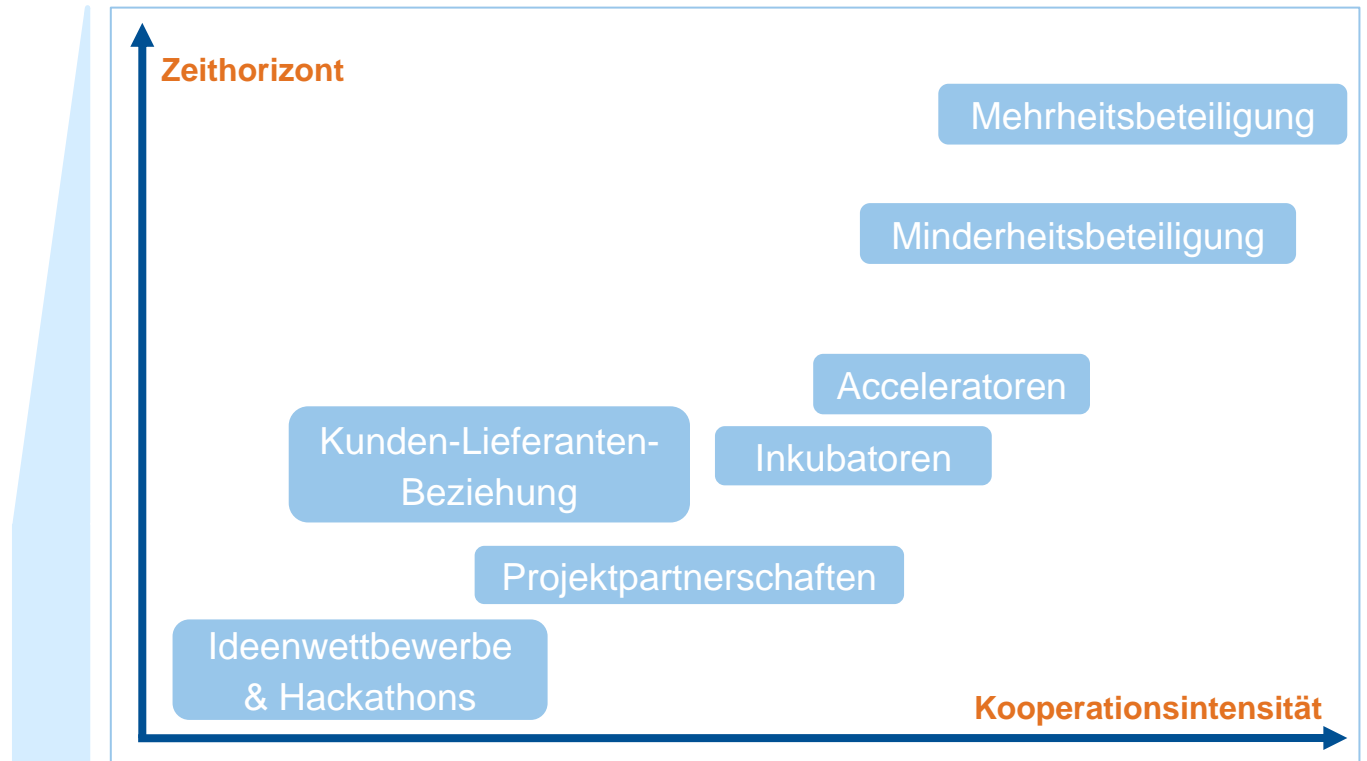 Zeithorizont
Mehrheitsbeteiligung
Minderheitsbeteiligung
Acceleratoren
Kunden-Lieferanten-
Beziehung
Inkubatoren
Projektpartnerschaften
Ideenwettbewerbe
& Hackathons
Kooperationsintensität